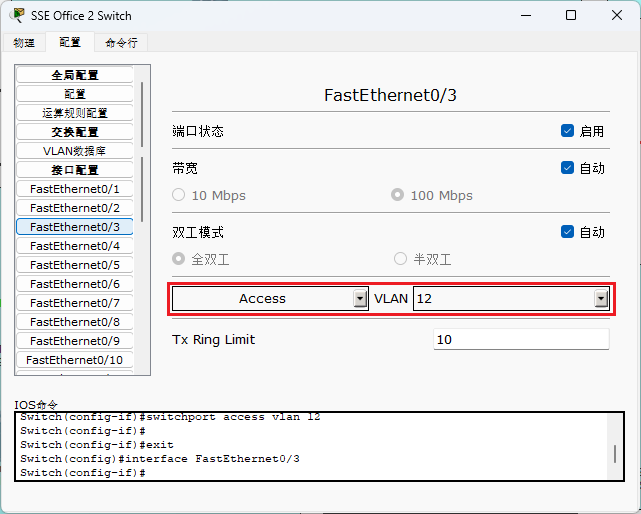 SSE Office 2 Switch
物理 配置 命令行
全局配置
配置
运算规则配置
交换配置
VLAN数据库
接口配置
FastEthernet0/1
FastEthernet0/2
FastEthernet0/3
FastEthernet0/4
FastEthernet0/5
FastEthernet0/6
FastEthernet0/7
FastEthernet0/8
FastEthernet0/9
FastEthernet0/10
FastEthernet0/3
端口状态 启用
带宽 自动
10 Mbps 100 Mbps
双工模式 自动
全双工 半双工
Access VLAN 12
Tx Ring Limit 10
IOS命令
Switch(config-if)#switchport access vlan 12
Switch(config-if)#
Switch(config-if)#exit
Switch(config)#interface FastEthernet0/3
Switch(config-if)#